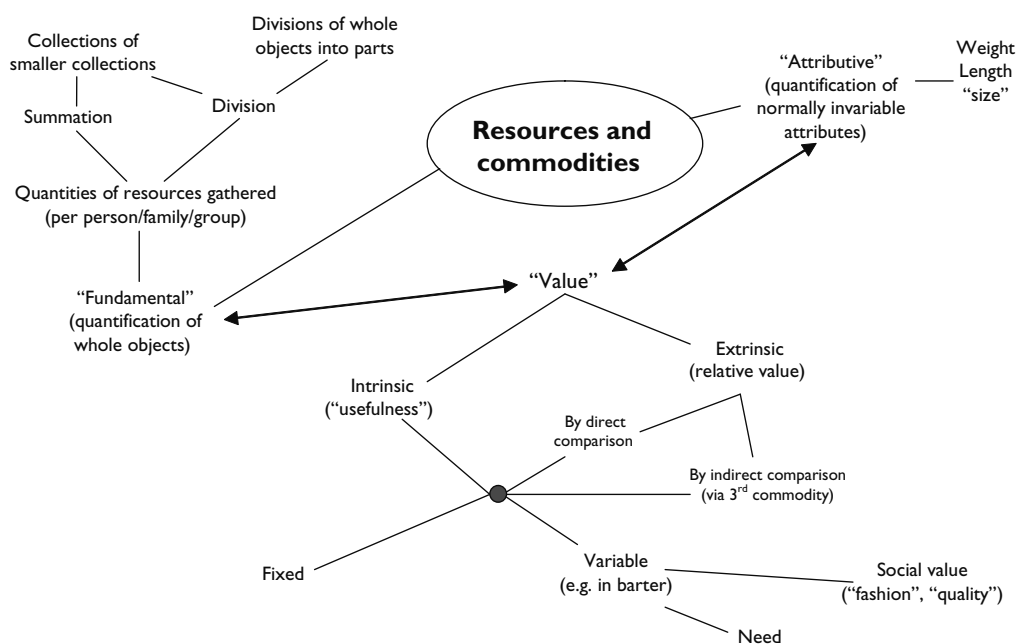 Collections of
smaller collections
Divisions of whole
objects into parts
Summation
Division
Quantities of resources gathered
(per person/family/group)
“Fundamental”
(quantification of
whole objects)
Resources and
commodities
“Attributive”
(quantification of
normally invariable
attributes)
Weight
Length
“size”
“Value”
Intrinsic
(“usefulness”)
Extrinsic
(relative value)
By direct
comparison
By indirect comparison
(via 3rd commodity)
Fixed
Variable
(e.g. in barter)
Social value
(“fashion”, “quality”)
Need